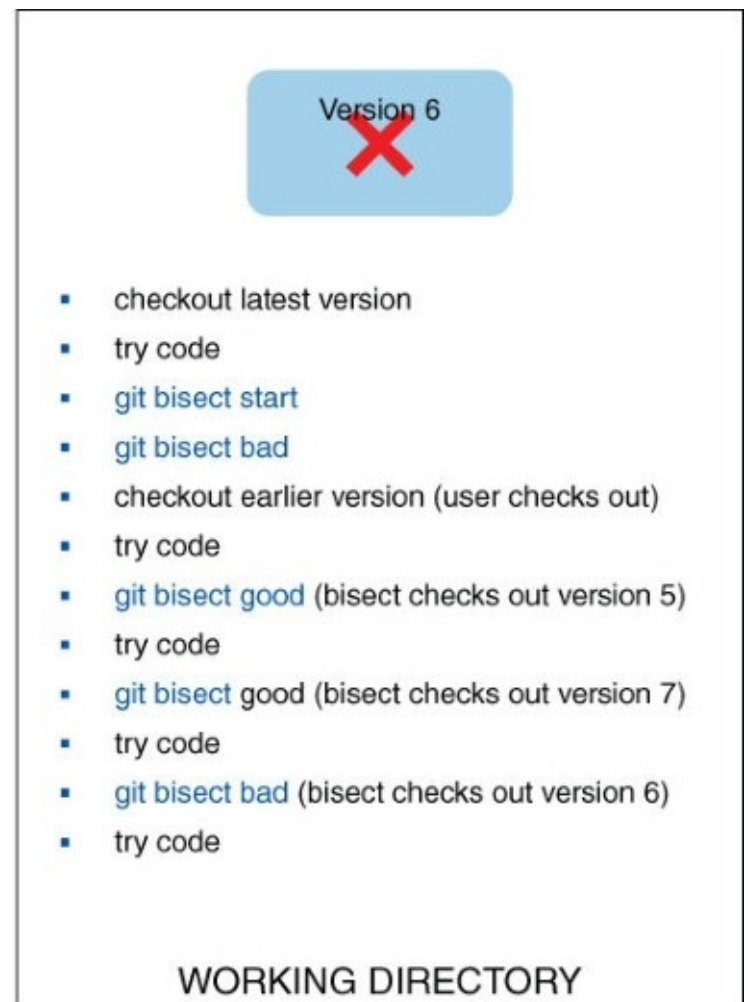 Version 6
checkout latest version
try code
git bisect start
git bisect bad
checkout earlier version (user checks out)
try code
git bisect good (bisect checks out version 5)
try code
git bisect good (bisect checks out version 7)
try code
git bisect bad (bisect checks out version 6)
try code
WORKING DIRECTORY